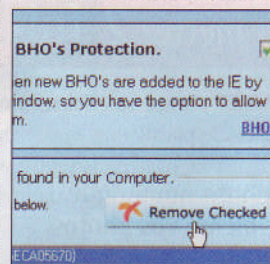 BHO's Protection.
en new BHO's are added to the IE by
indow, so you have the option to allow
m.
BHO
found in your Computer.
below.
Remove Checked
ECA05670)